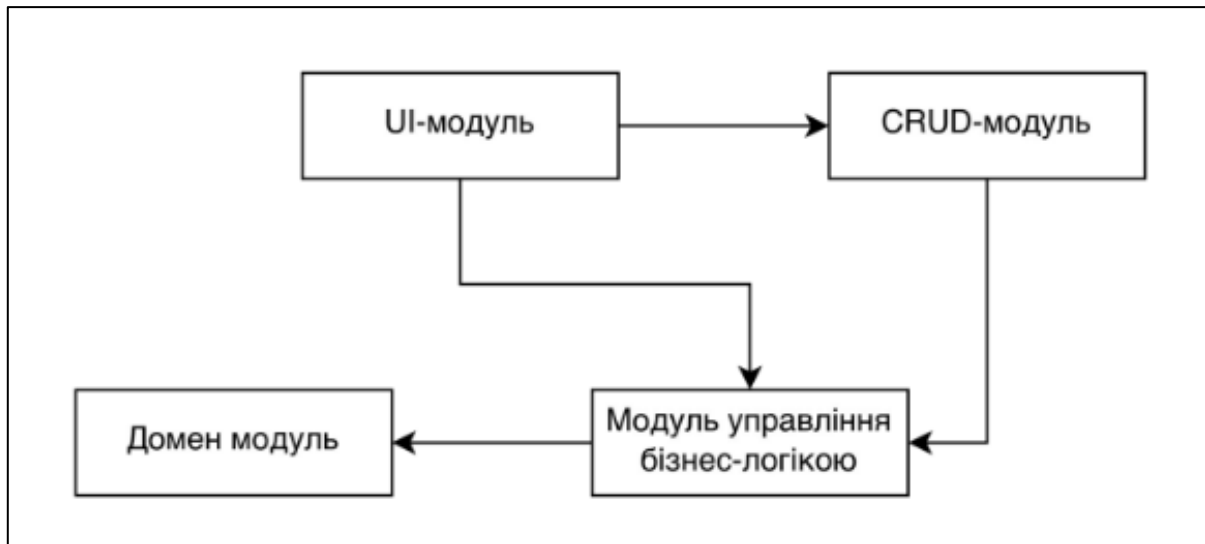 UI-модуль
CRUD-модуль
Домен модуль
Модуль управління
бізнес-логікою